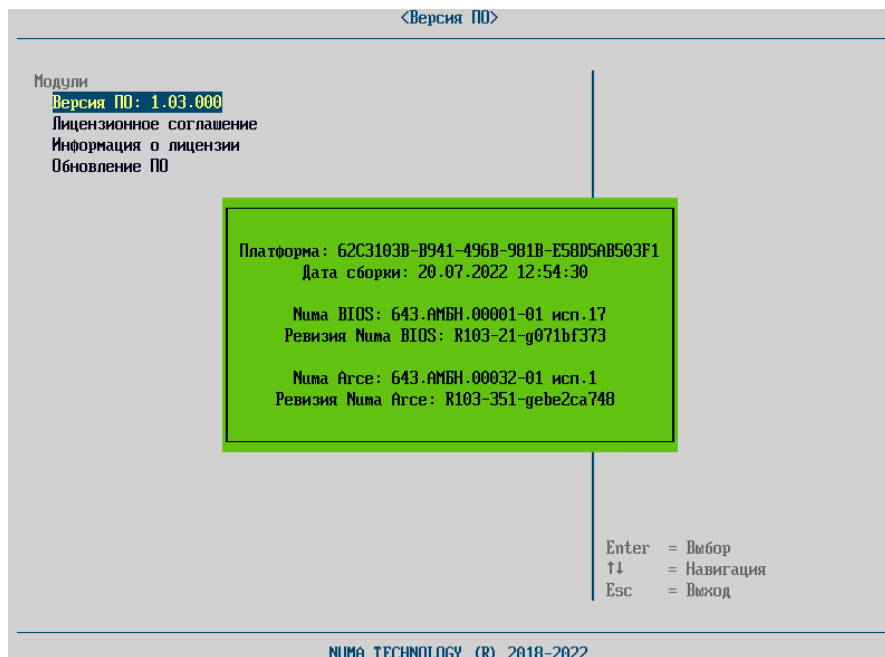 <Версия ПО>
Модули
Версия ПО: 1.03.000
Лицензионное соглашение
Информация о лицензии
Обновление ПО
Платформа: 62C3103B-B941-496B-981B-E58D5AB503F1
Дата сборки: 20.07.2022 12:54:30
Numa BIOS: 643.АМБН.00001-01 исп.17
Ревизия Numa BIOS: R103-21-g071bf373
Numa Arce: 643.АМБН.00032-01 исп.1
Ревизия Numa Arce: R103-351-gebe2ca748
Enter = Выбор
↑↓ = Навигация
Esc = Выход
NUMA TECHNOLOGY (R) 2018-2022